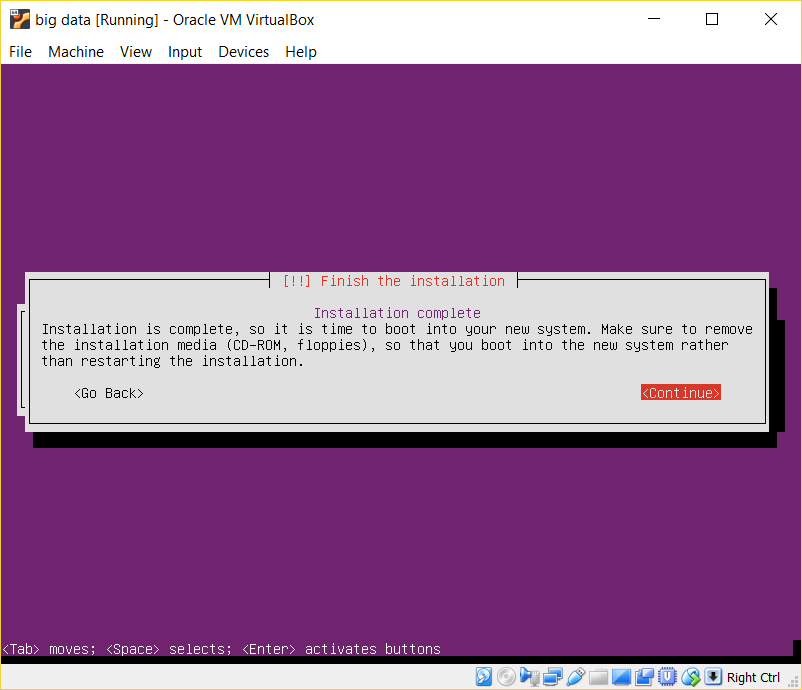 big data [Running] - Oracle VM VirtualBox
File Machine View Input Devices Help
[!!] Finish the installation
Installation complete
Installation is complete, so it is time to boot into your new system. Make sure to remove
the installation media (CD-ROM, floppies), so that you boot into the new system rather
than restarting the installation.
<Go Back> <Continue>
<Tab> moves; <Space> selects; <Enter> activates buttons
Right Ctrl